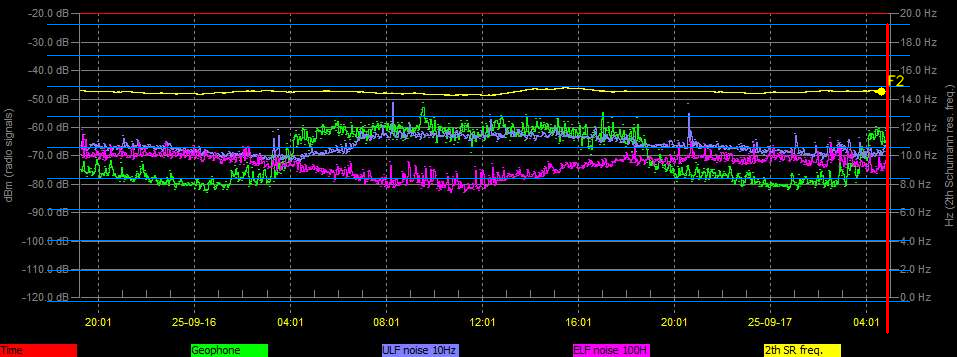 -20.0 dB 20.0 Hz
-30.0 dB 18.0 Hz
-40.0 dB 16.0 Hz
F2
-50.0 dB 14.0 Hz
-60.0 dB 12.0 Hz
-70.0 dB 10.0 Hz
-80.0 dB 8.0 Hz
-90.0 dB 6.0 Hz
-100.0 dB 4.0 Hz
-110.0 dB 2.0 Hz
-120.0 dB 0.0 Hz
dBm (radio signals)
Hz (2th Schumann res. freq.)
20:01 25-09-16 04:01 08:01 12:01 16:01 20:01 25-09-17 04:01
Time Geophone ULF noise 10Hz ELF noise 100H 2th SR freq.